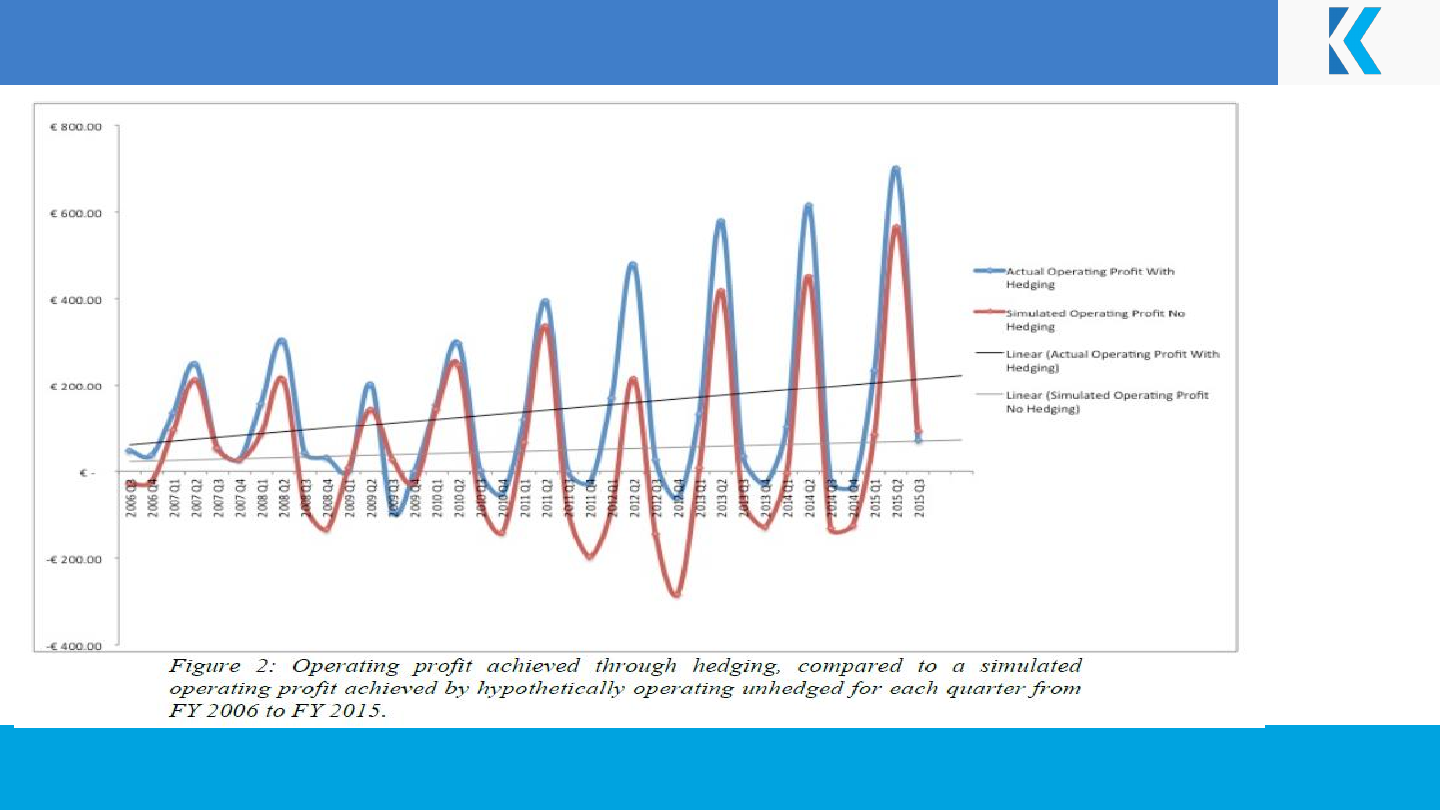 € 800.00
€ 600.00
€ 400.00
€ 200.00
€ -
-€ 200.00
-€ 400.00
2006 Q3
2006 Q4
2007 Q1
2007 Q2
2007 Q3
2007 Q4
2008 Q1
2008 Q2
2008 Q3
2008 Q4
2009 Q1
2009 Q2
2009 Q3
2009 Q4
2010 Q1
2010 Q2
2010 Q3
2010 Q4
2011 Q1
2011 Q2
2011 Q3
2011 Q4
2012 Q1
2012 Q2
2012 Q3
2012 Q4
2013 Q1
2013 Q2
2013 Q3
2013 Q4
2014 Q1
2014 Q2
2014 Q3
2014 Q4
2015 Q1
2015 Q2
2015 Q3
Actual Operating Profit With
Hedging
Simulated Operating Profit No
Hedging
Linear (Actual Operating Profit With
Hedging)
Linear (Simulated Operating Profit
No Hedging)
Figure 2: Operating profit achieved through hedging, compared to a simulated
operating profit achieved by hypothetically operating unhedged for each quarter from
FY 2006 to FY 2015.